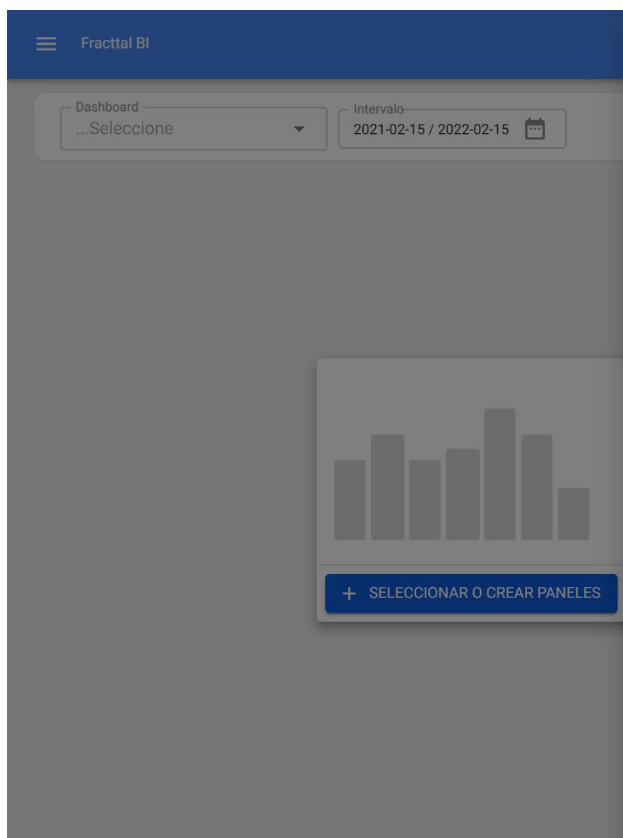 Fracttal BI
Dashboard
...Seleccione
Intervalo
2021-02-15 / 2022-02-15
+ SELECCIONAR O CREAR PANELES